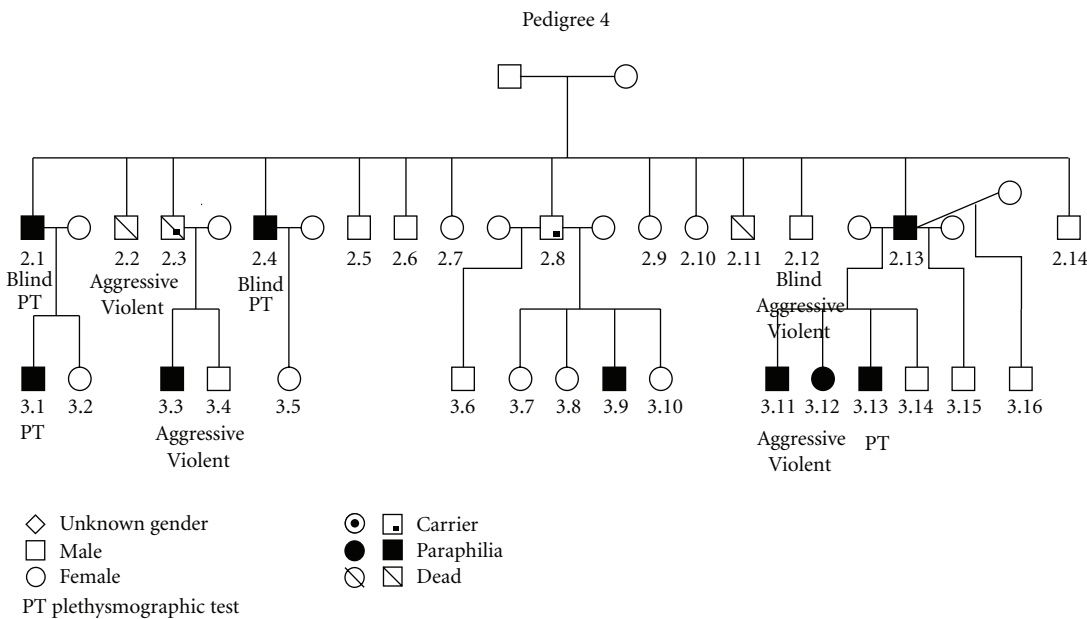 Pedigree 4
2.1 2.2 2.3 2.4 2.5 2.6 2.7 2.8 2.9 2.10 2.11 2.12 2.13 2.14
Blind Aggressive Blind Blind
PT Violent PT Aggressive
Violent
3.1 3.2 3.3 3.4 3.5 3.6 3.7 3.8 3.9 3.10 3.11 3.12 3.13 3.14 3.15 3.16
PT Aggressive Aggressive PT
Violent Violent
Unknown gender Carrier
Male Paraphilia
Female Dead
PT plethysmographic test